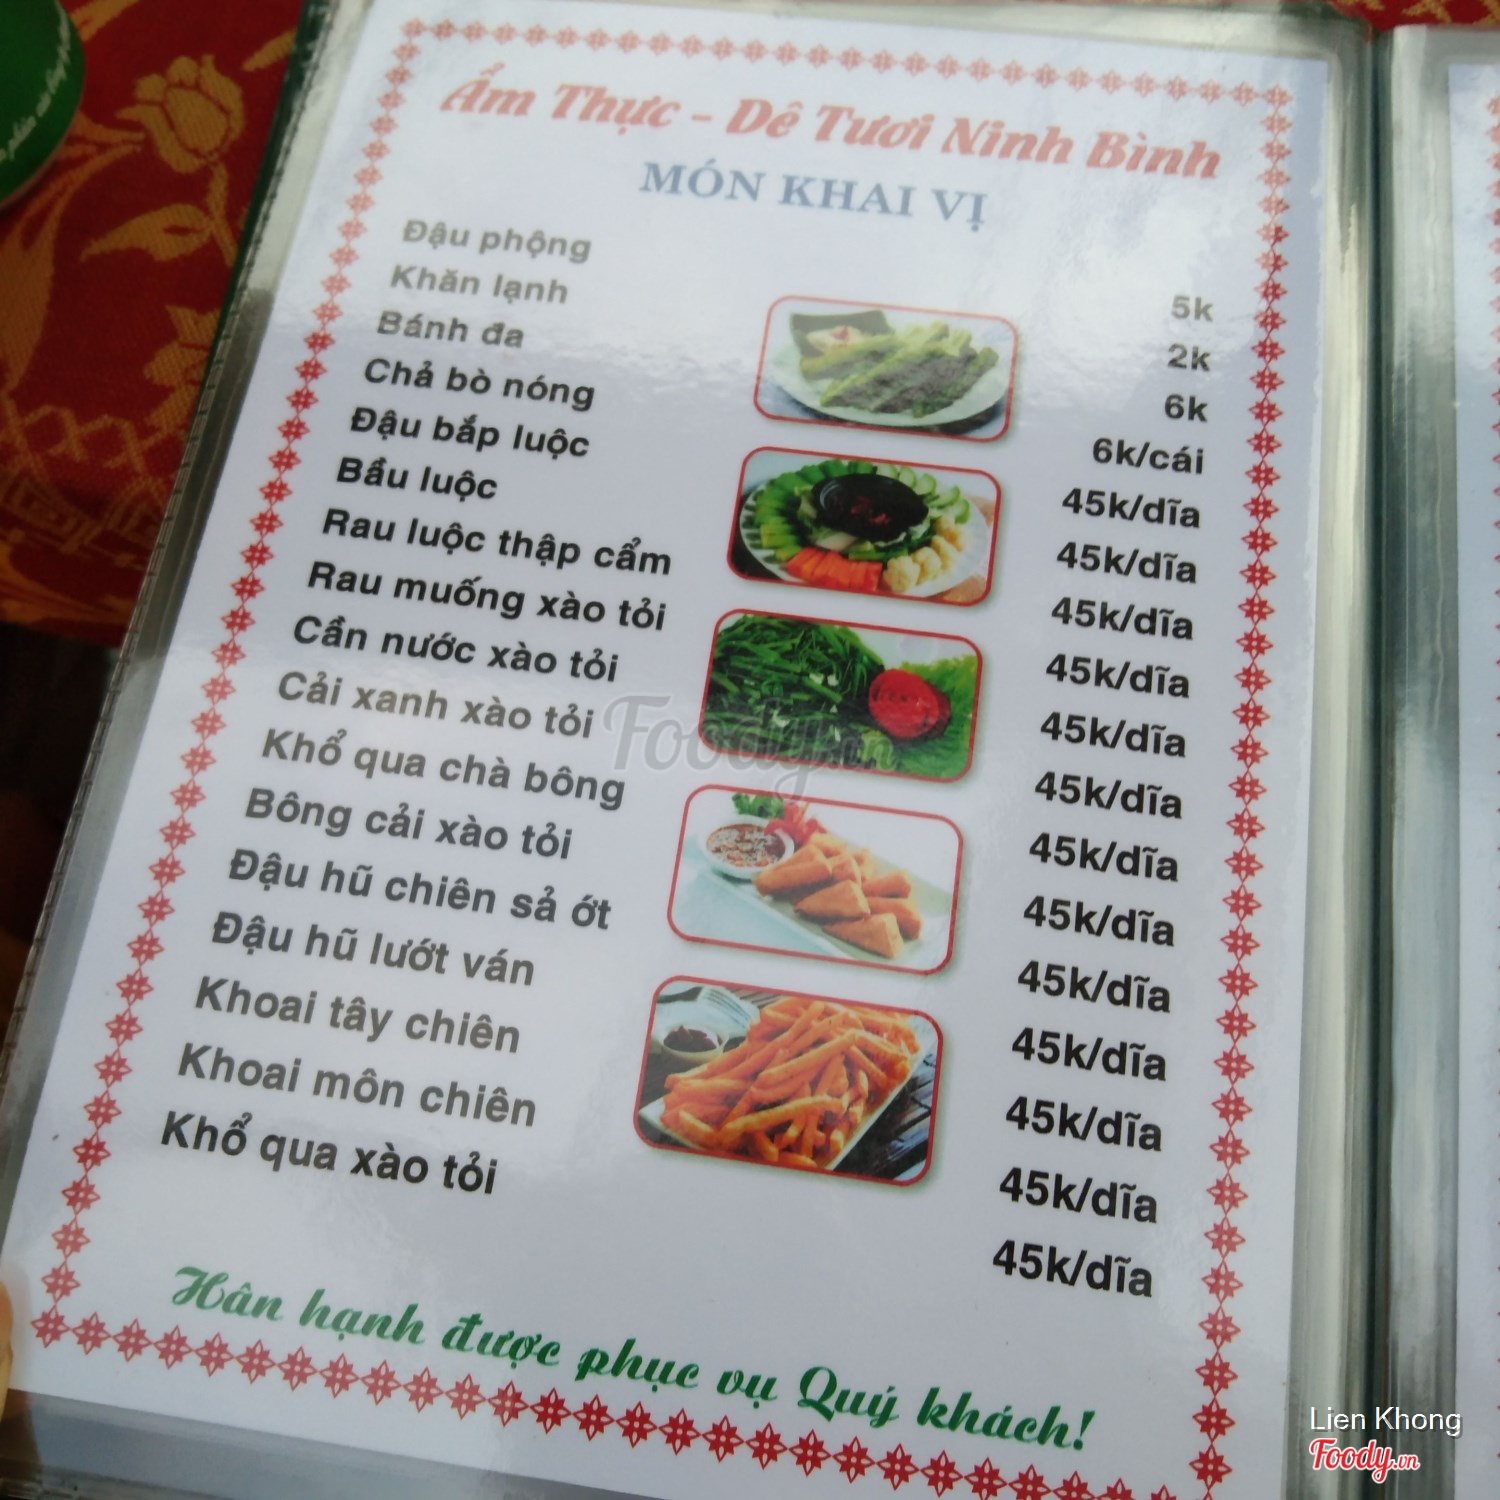 Ẩm Thực - Dê Tươi Ninh Bình
MÓN KHAI VỊ
Đậu phộng 5k
Khăn lạnh 2k
Bánh đa 6k
Chả bò nóng 6k/cái
Đậu bắp luộc 45k/dĩa
Bầu luộc 45k/dĩa
Rau luộc thập cẩm 45k/dĩa
Rau muống xào tỏi 45k/dĩa
Cần nước xào tỏi 45k/dĩa
Cải xanh xào tỏi 45k/dĩa
Khổ qua chà bông 45k/dĩa
Bông cải xào tỏi 45k/dĩa
Đậu hũ chiên sả ớt 45k/dĩa
Đậu hũ lướt ván 45k/dĩa
Khoai tây chiên 45k/dĩa
Khoai môn chiên 45k/dĩa
Khổ qua xào tỏi 45k/dĩa
Hân hạnh được phục vụ Quý khách!
Foody.vn
Lien Khong
Foody.vn